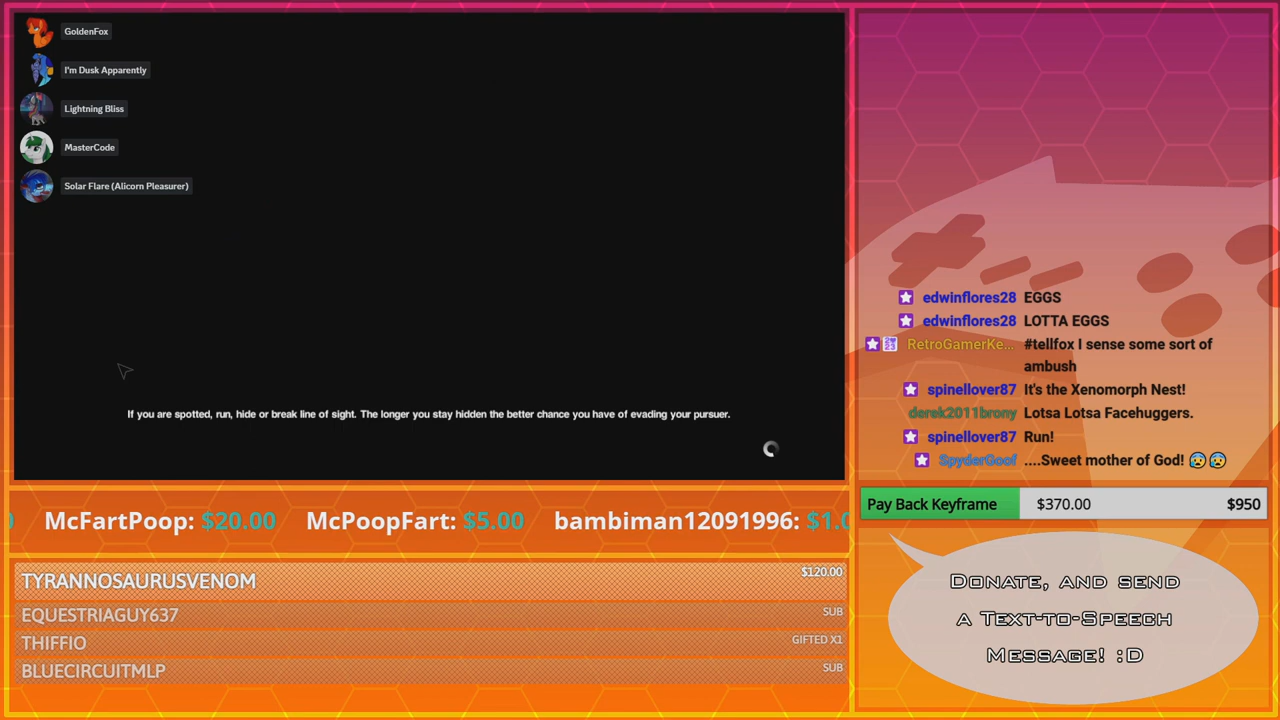 GoldenFox
I'm Dusk Apparently
Lightning Bliss
MasterCode
Solar Flare (Alicorn Pleasurer)
If you are spotted, run, hide or break line of sight. The longer you stay hidden the better chance you have of evading your pursuer.
edwinflores28 EGGS
edwinflores28 LOTTA EGGS
RetroGamerKe... #tellfox I sense some sort of
ambush
spinellover87 It's the Xenomorph Nest!
derek2011brony Lotsa Lotsa Facehuggers.
spinellover87 Run!
SpyderGoof ....Sweet mother of God! 😰😰
Pay Back Keyframe $370.00 $950
McFartPoop: $20.00 McPoopFart: $5.00 bambiman12091996: $1.0
TYRANNOSAURUSVENOM $120.00
EQUESTRIAGUY637 SUB
THIFFIO GIFTED X1
BLUECIRCUITMLP SUB
Donate, and send
a Text-to-Speech
Message! :D